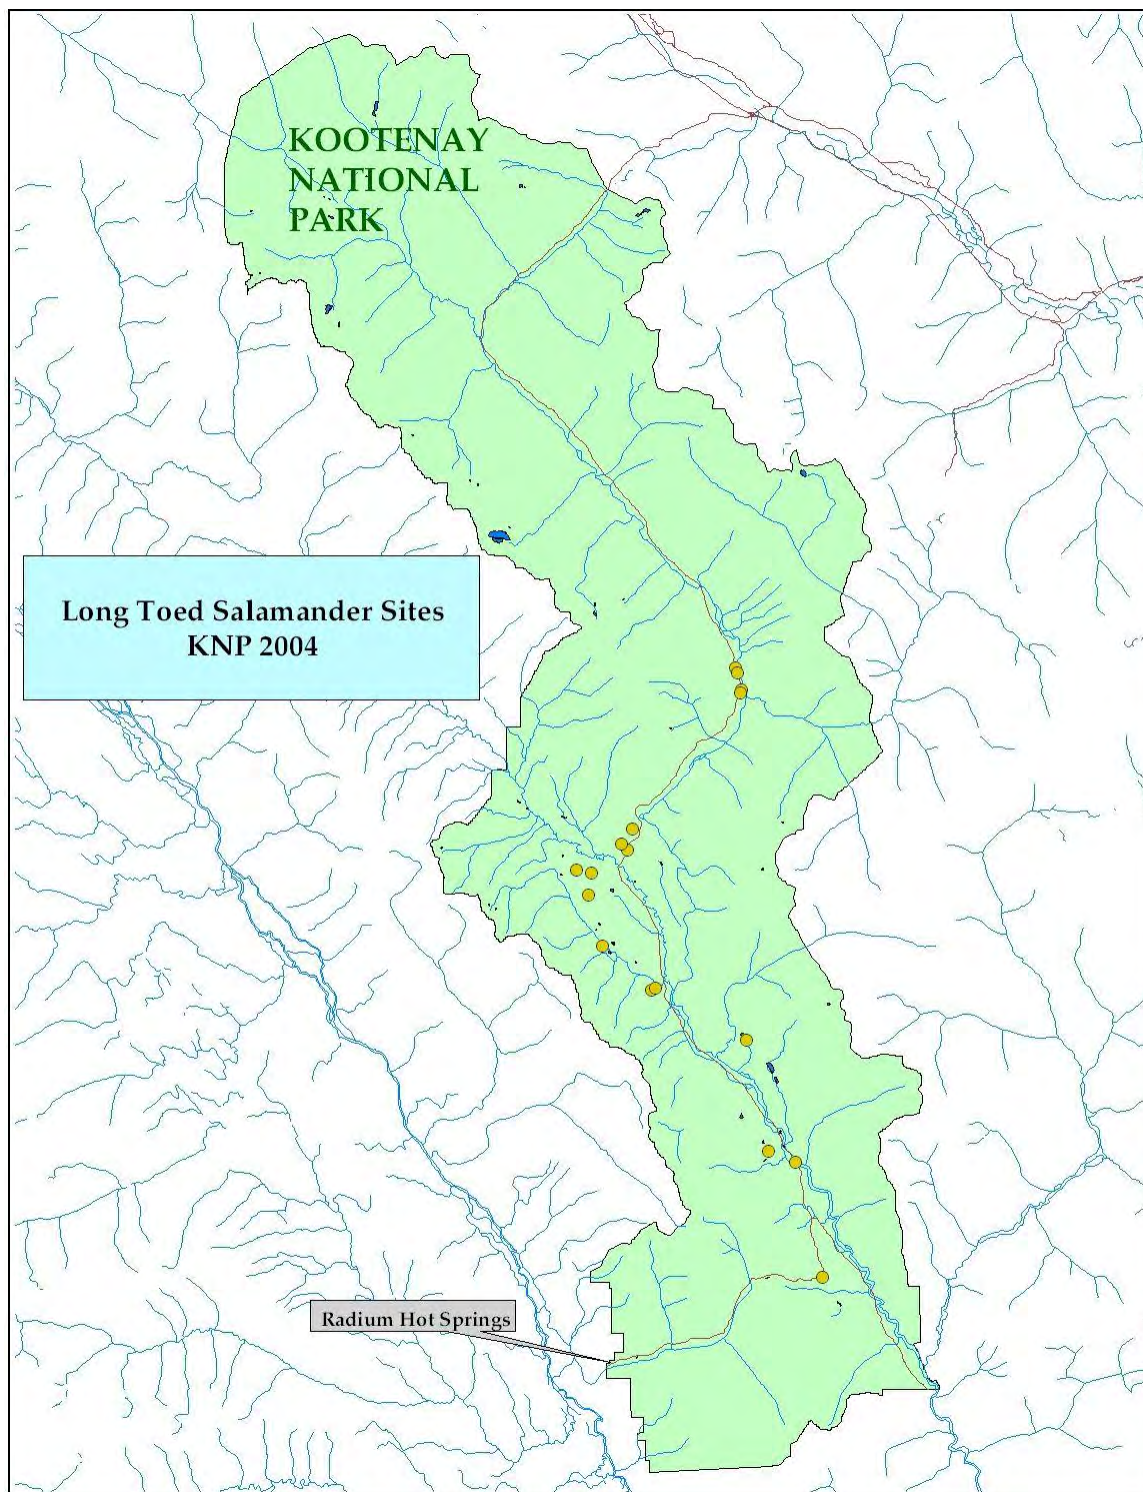 KOOTENAY
NATIONAL
PARK
Long Toed Salamander Sites
KNP 2004
Radium Hot Springs